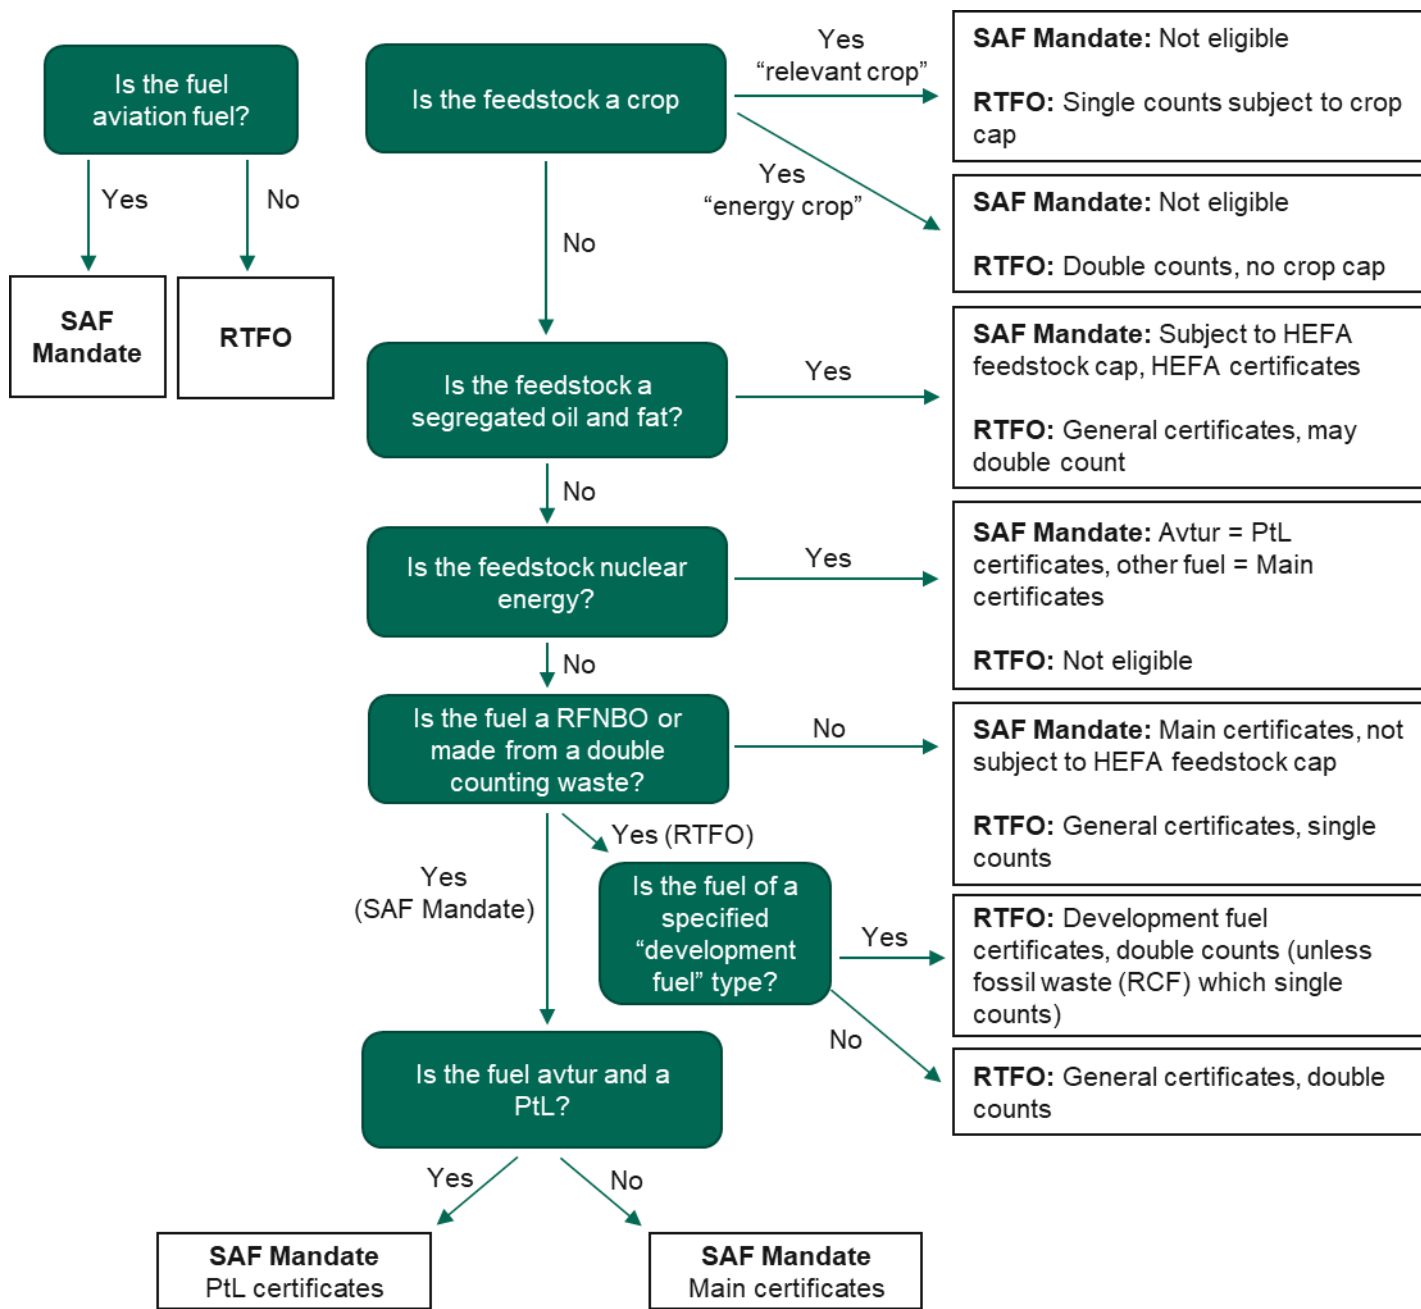 Is the fuel
aviation fuel?
Yes
No
SAF
Mandate
RTFO
Is the feedstock a crop
Yes
“relevant crop”
SAF Mandate: Not eligible
RTFO: Single counts subject to crop
cap
Yes
“energy crop”
SAF Mandate: Not eligible
RTFO: Double counts, no crop cap
No
Is the feedstock a
segregated oil and fat?
Yes
SAF Mandate: Subject to HEFA
feedstock cap, HEFA certificates
RTFO: General certificates, may
double count
No
Is the feedstock nuclear
energy?
Yes
SAF Mandate: Avtur = PtL
certificates, other fuel = Main
certificates
RTFO: Not eligible
No
Is the fuel a RFNBO or
made from a double
counting waste?
No
SAF Mandate: Main certificates, not
subject to HEFA feedstock cap
RTFO: General certificates, single
counts
Yes (RTFO)
Yes
(SAF Mandate)
Is the fuel of a
specified
“development
fuel” type?
Yes
RTFO: Development fuel
certificates, double counts (unless
fossil waste (RCF) which single
counts)
No
RTFO: General certificates, double
counts
Is the fuel avtur and a
PtL?
Yes
No
SAF Mandate
PtL certificates
SAF Mandate
Main certificates